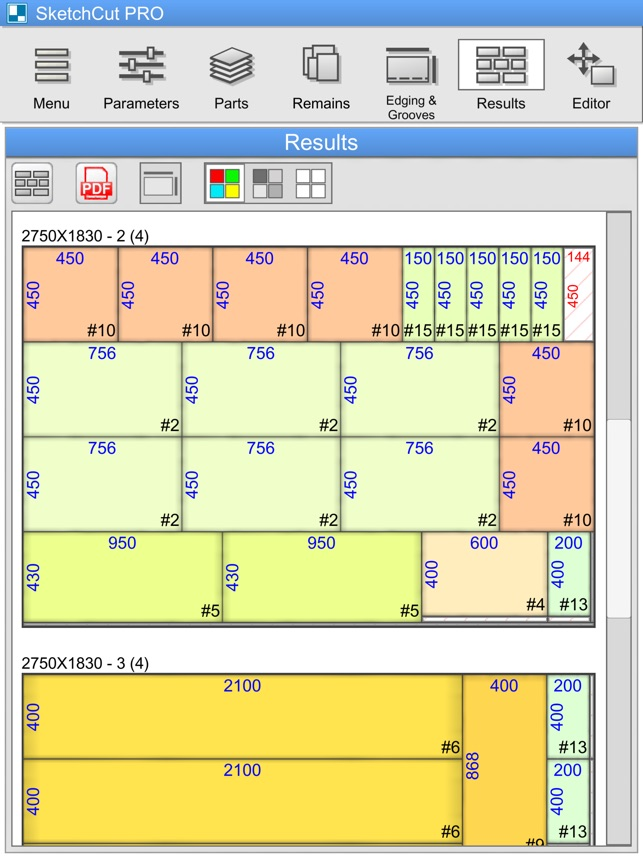 SketchCut PRO
Menu Parameters Parts Remains Edging & Grooves Results Editor
Results
PDF
2750X1830 - 2 (4)
450 450 450 450 150 150 150 150 150 144
450 450 450 450 450 450 450 450 450 450
#10 #10 #10 #10 #15 #15 #15 #15 #15
756 756 756 450
450 450 450 450
#2 #2 #2 #10
756 756 756 450
450 450 450 450
#2 #2 #2 #10
950 950 600 200
430 430 400 400
#5 #5 #4 #13
2750X1830 - 3 (4)
2100 400 200
400 400
#6 #13
868
2100 200
400 400
#6 #13
#9